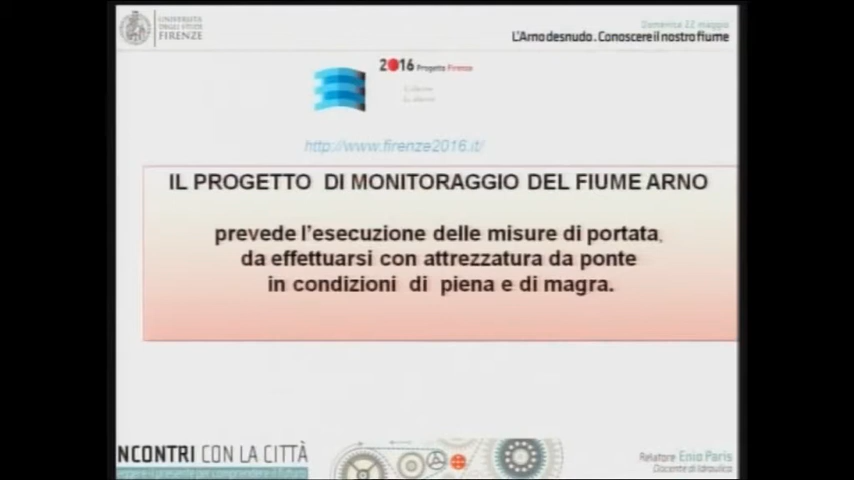 UNIVERSITÀ
DEGLI STUDI
FIRENZE
Domenica 22 maggio
L'Arno desnudo. Conoscere il nostro fiume
2016 Progetto Firenze
http://www.firenze2016.it/
IL PROGETTO DI MONITORAGGIO DEL FIUME ARNO
prevede l'esecuzione delle misure di portata,
da effettuarsi con attrezzatura da ponte
in condizioni di piena e di magra.
NCONTRI CON LA CITTÀ
Relatore Enio Paris
Docente di Idraulica